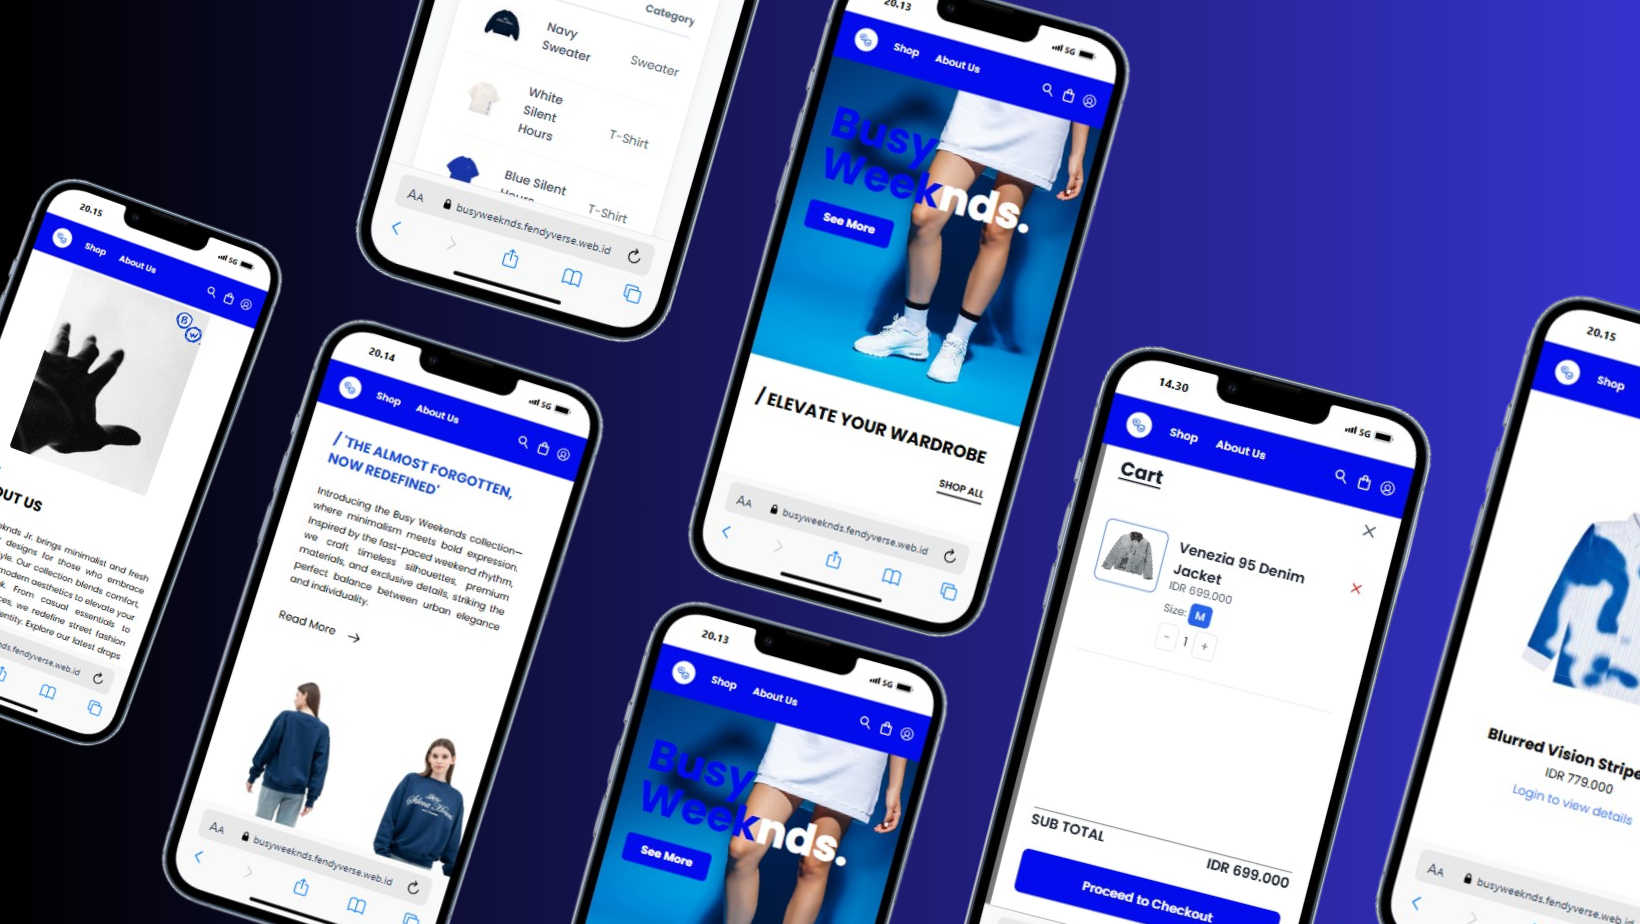 20.15
5G
Shop
About Us
B
W
OUT US
eknds Jr. brings minimalist and fresh
designs for those who embrace
yle. Our collection blends comfort,
modern aesthetics to elevate your
k. From casual essentials to
ces, we redefine street fashion
entity. Explore our latest drops
nds.fendyverse.web.id
Category
Navy
Sweater
Sweater
White
Silent
Hours
T-Shirt
Blue Silent
Hours
T-Shirt
AA
busyweeknds.fendyverse.web.id
20.14
5G
Shop
About Us
/ 'THE ALMOST FORGOTTEN,
NOW REDEFINED'
Introducing the Busy Weekends collection—
where minimalism meets bold expression.
Inspired by the fast-paced weekend rhythm,
we craft timeless silhouettes, premium
materials, and exclusive details, striking the
perfect balance between urban elegance
and individuality.
Read More
AA
busyweeknds.fendyverse.web.id
20.13
5G
Shop
About Us
Busy
Weeknds.
See More
/ ELEVATE YOUR WARDROBE
SHOP ALL
AA
busyweeknds.fendyverse.web.id
20.13
5G
Shop
About Us
Busy
Weeknds.
See More
14.30
5G
Shop
About Us
Cart
Venezia 95 Denim
Jacket
IDR 699.000
Size: M
- 1 +
SUB TOTAL
IDR 699.000
Proceed to Checkout
20.15
Shop
Blurred Vision Stripe
IDR 779.000
Login to view details
AA
busyweeknds.fendyverse.web.id